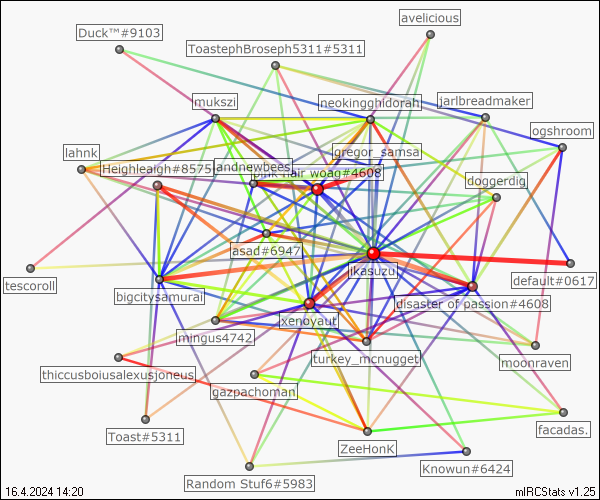 avelicious
Duck™#9103
ToastephBroseph5311#5311
mukszi
neokingghidorah
jarlbreadmaker
ogshroom
lahnk
gregor_samsa
Heighleaigh#8575
andnewbees
hair woag#4608
doggerdig
asad#6947
ikasuzu
tescoroll
default#0617
bigcitysamurai
disaster of passion#4608
xenoyaut
mingus4742
turkey_mcnugget
moonraven
thiccusboiusalexusjoneus
gazpachoman
facadas.
Toast#5311
ZeeHonK
Knowun#6424
Random Stuf6#5983
16.4.2024 14:20
mIRCStats v1.25